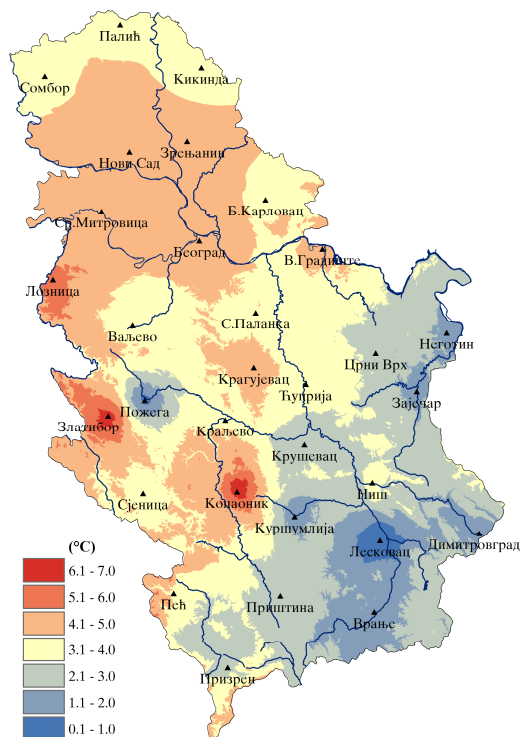 Палић
Кикинда
Сомбор
Зрењанин
Нови Сад
Б.Карловац
Ср.Митровица
Београд
В.Градиште
Лозница
С.Паланка
Ваљево
Неготин
Црни Врх
Крагујевац
Ћуприја
Зајечар
Пожега
Златибор
Краљево
Крушевац
Ниш
Сјеница
Копаоник
Куршумлија
Димитровград
Лесковац
(°C)
6.1 - 7.0
5.1 - 6.0
4.1 - 5.0
3.1 - 4.0
2.1 - 3.0
1.1 - 2.0
0.1 - 1.0
Пећ
Приштина
Врање
Призрен